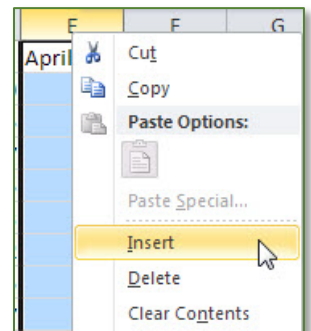 E F G
April
Cut
Copy
Paste Options:
Paste Special...
Insert
Delete
Clear Contents